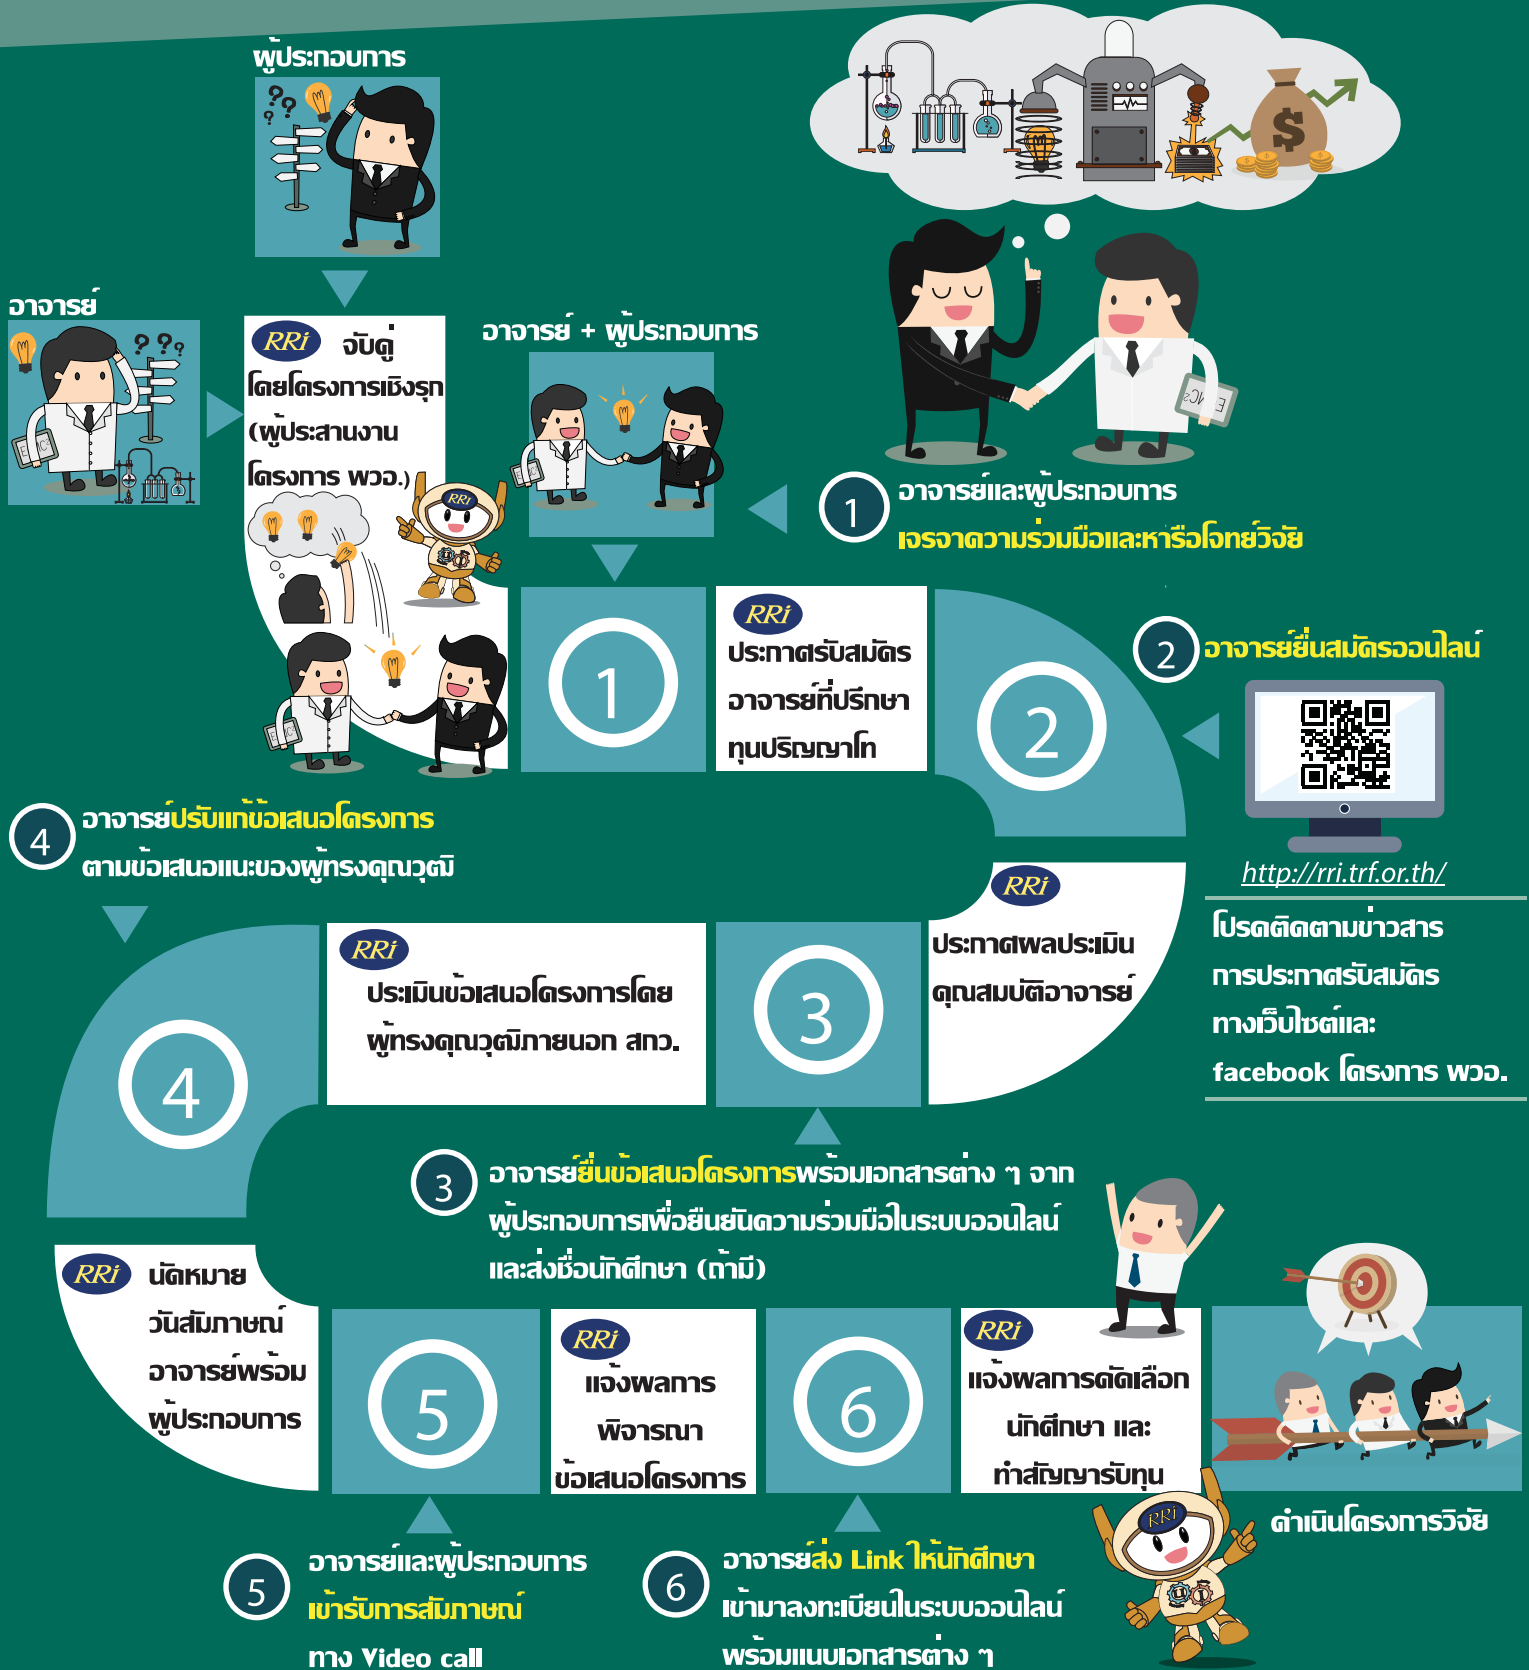 ผู้ประกอบการ
อาจารย์
RRi จับคู่
โดยโครงการเชิงรุก
(ผู้ประสานงาน
โครงการ พวอ.)
RRi
อาจารย์ + ผู้ประกอบการ
1 อาจารย์และผู้ประกอบการ
เจรจาความร่วมมือและหารือโจทย์วิจัย
1
RRi
ประกาศรับสมัคร
อาจารย์ที่ปรึกษา
ทุนปริญญาโท
2
2 อาจารย์ยื่นสมัครออนไลน์
http://rri.trf.or.th/
โปรดติดตามข่าวสาร
การประกาศรับสมัคร
ทางเว็บไซต์และ
facebook โครงการ พวอ.
RRi
ประกาศผลประเมิน
คุณสมบัติอาจารย์
3
3 อาจารย์ยื่นข้อเสนอโครงการพร้อมเอกสารต่าง ๆ จาก
ผู้ประกอบการเพื่อยืนยันความร่วมมือในระบบออนไลน์
และส่งชื่อนักศึกษา (ถ้ามี)
RRi
ประเมินข้อเสนอโครงการโดย
ผู้ทรงคุณวุฒิภายนอก สกว.
4 อาจารย์ปรับแก้ข้อเสนอโครงการ
ตามข้อเสนอแนะของผู้ทรงคุณวุฒิ
4
RRi นัดหมาย
วันสัมภาษณ์
อาจารย์พร้อม
ผู้ประกอบการ
5
5 อาจารย์และผู้ประกอบการ
เข้ารับการสัมภาษณ์
ทาง Video call
RRi
แจ้งผลการ
พิจารณา
ข้อเสนอโครงการ
6
6 อาจารย์ส่ง Link ให้นักศึกษา
เข้ามาลงทะเบียนในระบบออนไลน์
พร้อมแนบเอกสารต่าง ๆ
RRi
แจ้งผลการคัดเลือก
นักศึกษา และ
ทำสัญญารับทุน
RRi
ดำเนินโครงการวิจัย